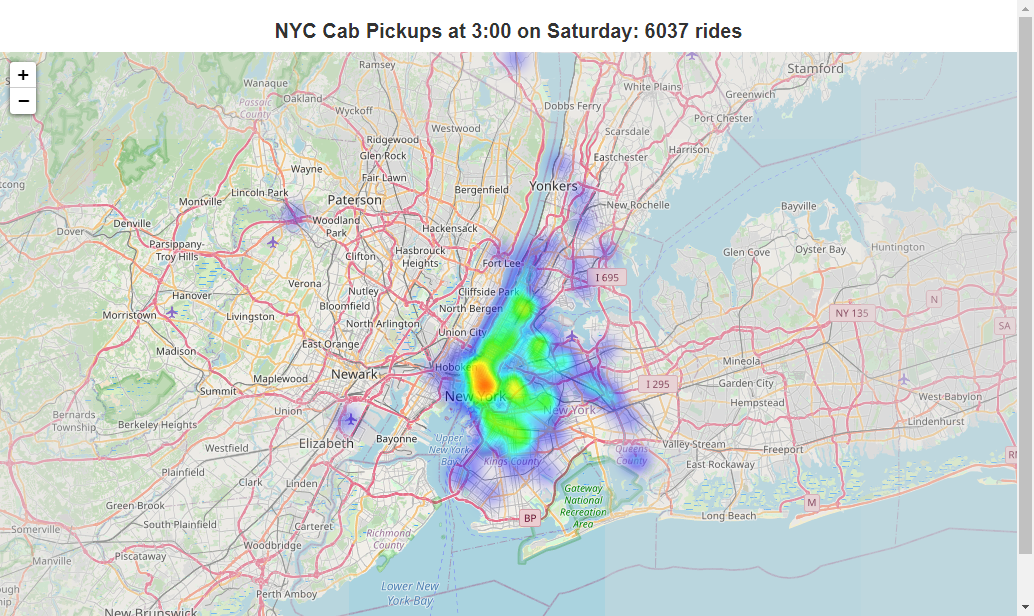 NYC Cab Pickups at 3:00 on Saturday: 6037 rides
+
−
Ramsey
Stamford
Wanaque
Oakland
White Plains
Greenwich
Passaic
County
Wyckoff
Dobbs Ferry
Port Chester
Westwood
Scarsdale
Ridgewood
Harrison
Glen Rock
Eastchester
Wayne
Fair Lawn
Yonkers
Lincoln Park
Bergenfield
Montville
Paterson
New Rochelle
Bayville
Denville
Woodland
Park
Hackensack
Dover
Parsippany-
Troy Hills
Hasbrouck
Heights
Clifton
Glen Cove
Oyster Bay
Huntington
Fort Lee
I 695
Verona
Nutley
Cliffside Park
Hanover
Bloomfield
North Bergen
N
Morristown
Livingston
North Arlington
NY 135
Union City
SA
East Orange
Madison
Mineola
Hoboken
Newark
Maplewood
I 295
Garden City
Summit
New York
Hempstead
West Babylon
Union
New York
Bernards
Township
Berkeley Heights
Lindenhurst
Elizabeth
Bayonne
Upper
New York
Bay
Valley Stream
Freeport
Westfield
Queens
County
Kings County
East Rockaway
Plainfield
Clark
Linden
Gateway
National
Recreation
Area
Green Brook
M
BP
Long Beach
South Plainfield
Somerville
Carteret
Richmond
County
Woodbridge
Piscataway
Manville
Lower New
York Bay
Perth Amboy
New Brunswick